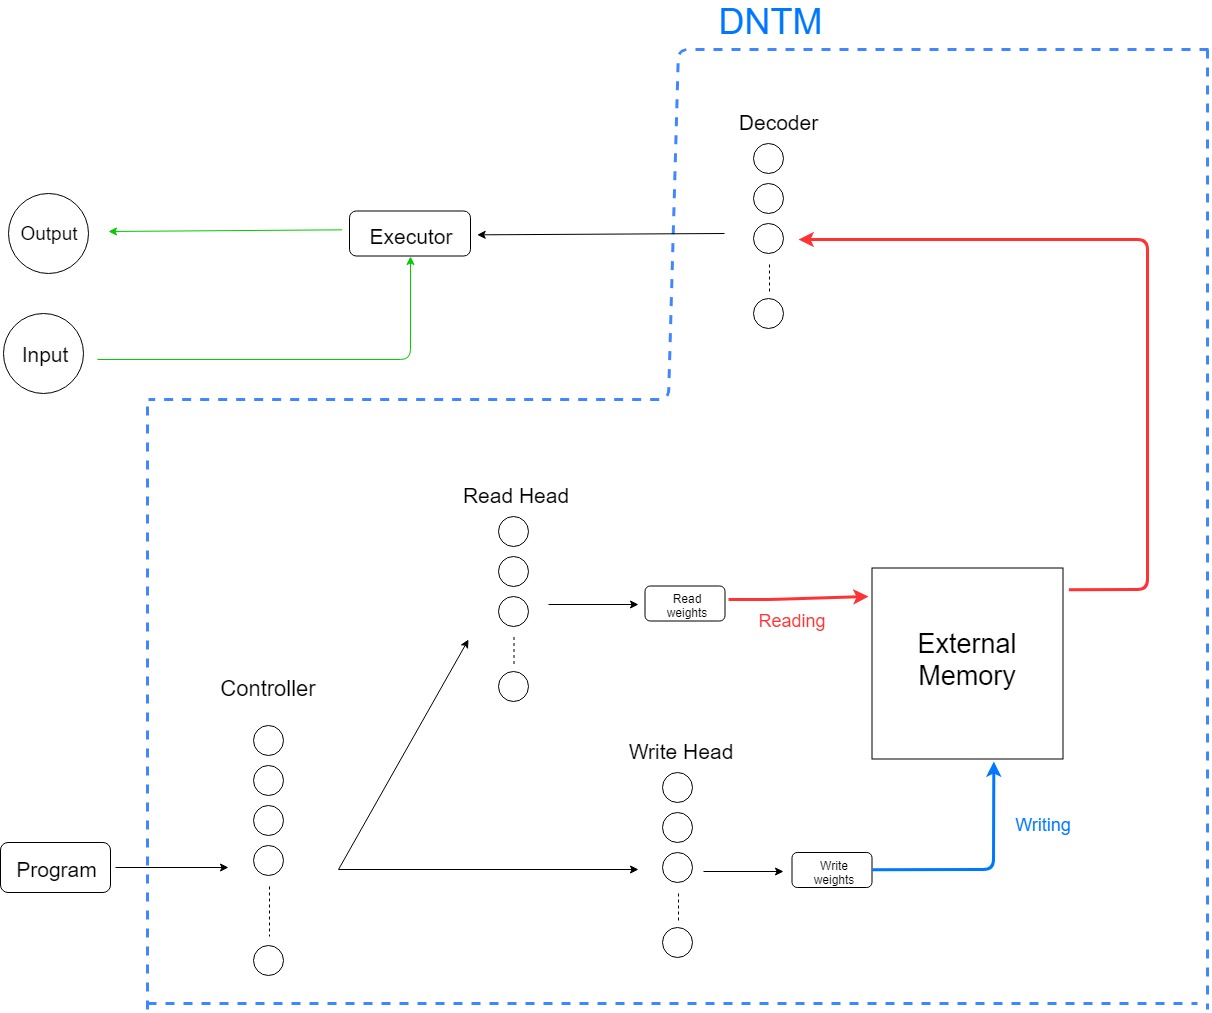 DNTM
Decoder
Output
Executor
Input
Read Head
Read
weights
Reading
External
Memory
Controller
Write Head
Writing
Program
Write
weights